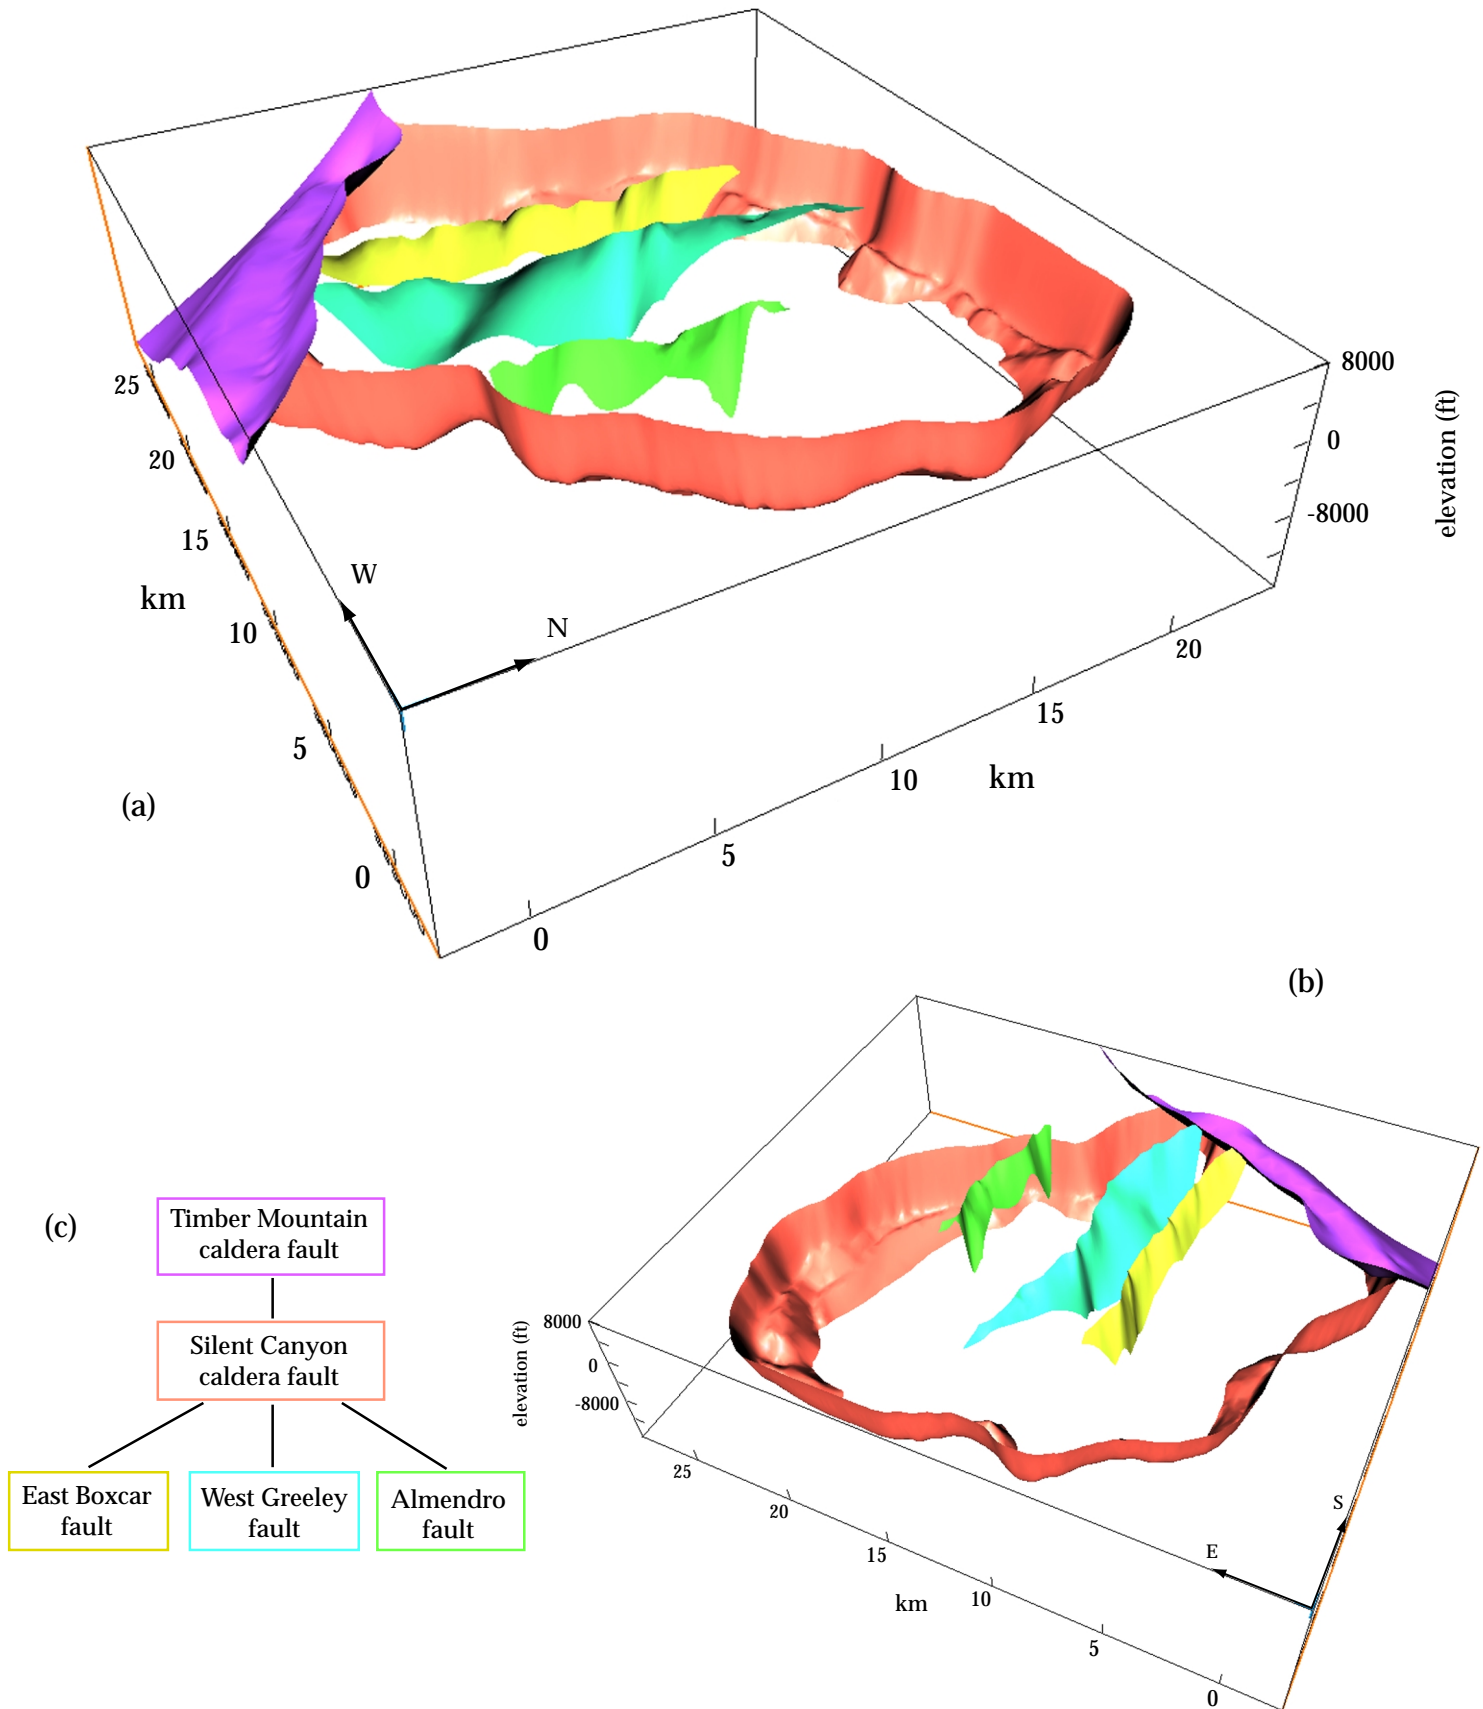 8000
0
-8000
elevation (ft)
25
20
15
10
5
0
km
W
N
20
15
10
5
0
km
(a)
(b)
8000
0
-8000
elevation (ft)
25
20
15
10
5
0
km
S
E
(c)
Timber Mountain
caldera fault
Silent Canyon
caldera fault
East Boxcar
fault
West Greeley
fault
Almendro
fault